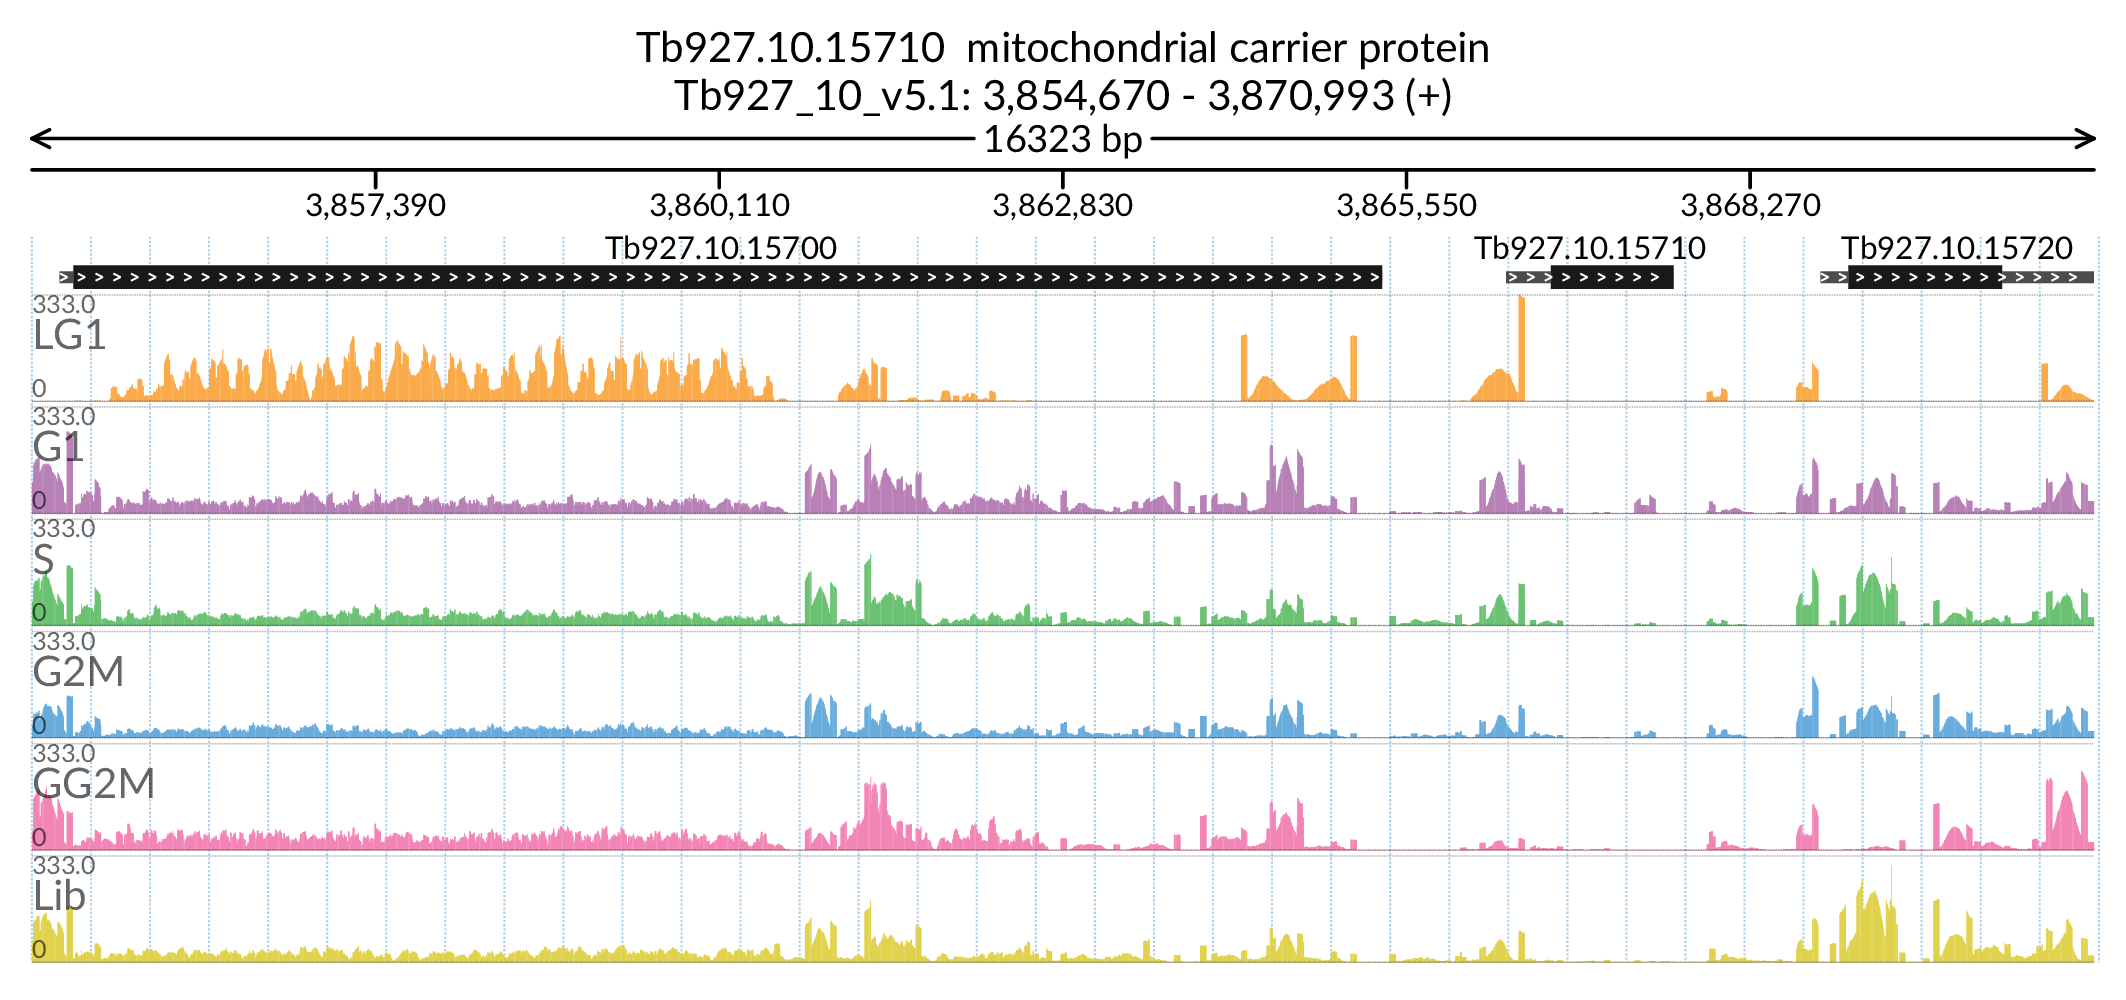 Tb927.10.15710  mitochondrial carrier protein
Tb927_10_v5.1: 3,854,670 - 3,870,993 (+)
16323 bp
3,857,390 3,860,110 3,862,830 3,865,550 3,868,270
Tb927.10.15700 Tb927.10.15710 Tb927.10.15720
333.0
LG1
0
333.0
G1
0
333.0
S
0
333.0
G2M
0
333.0
GG2M
0
333.0
Lib
0